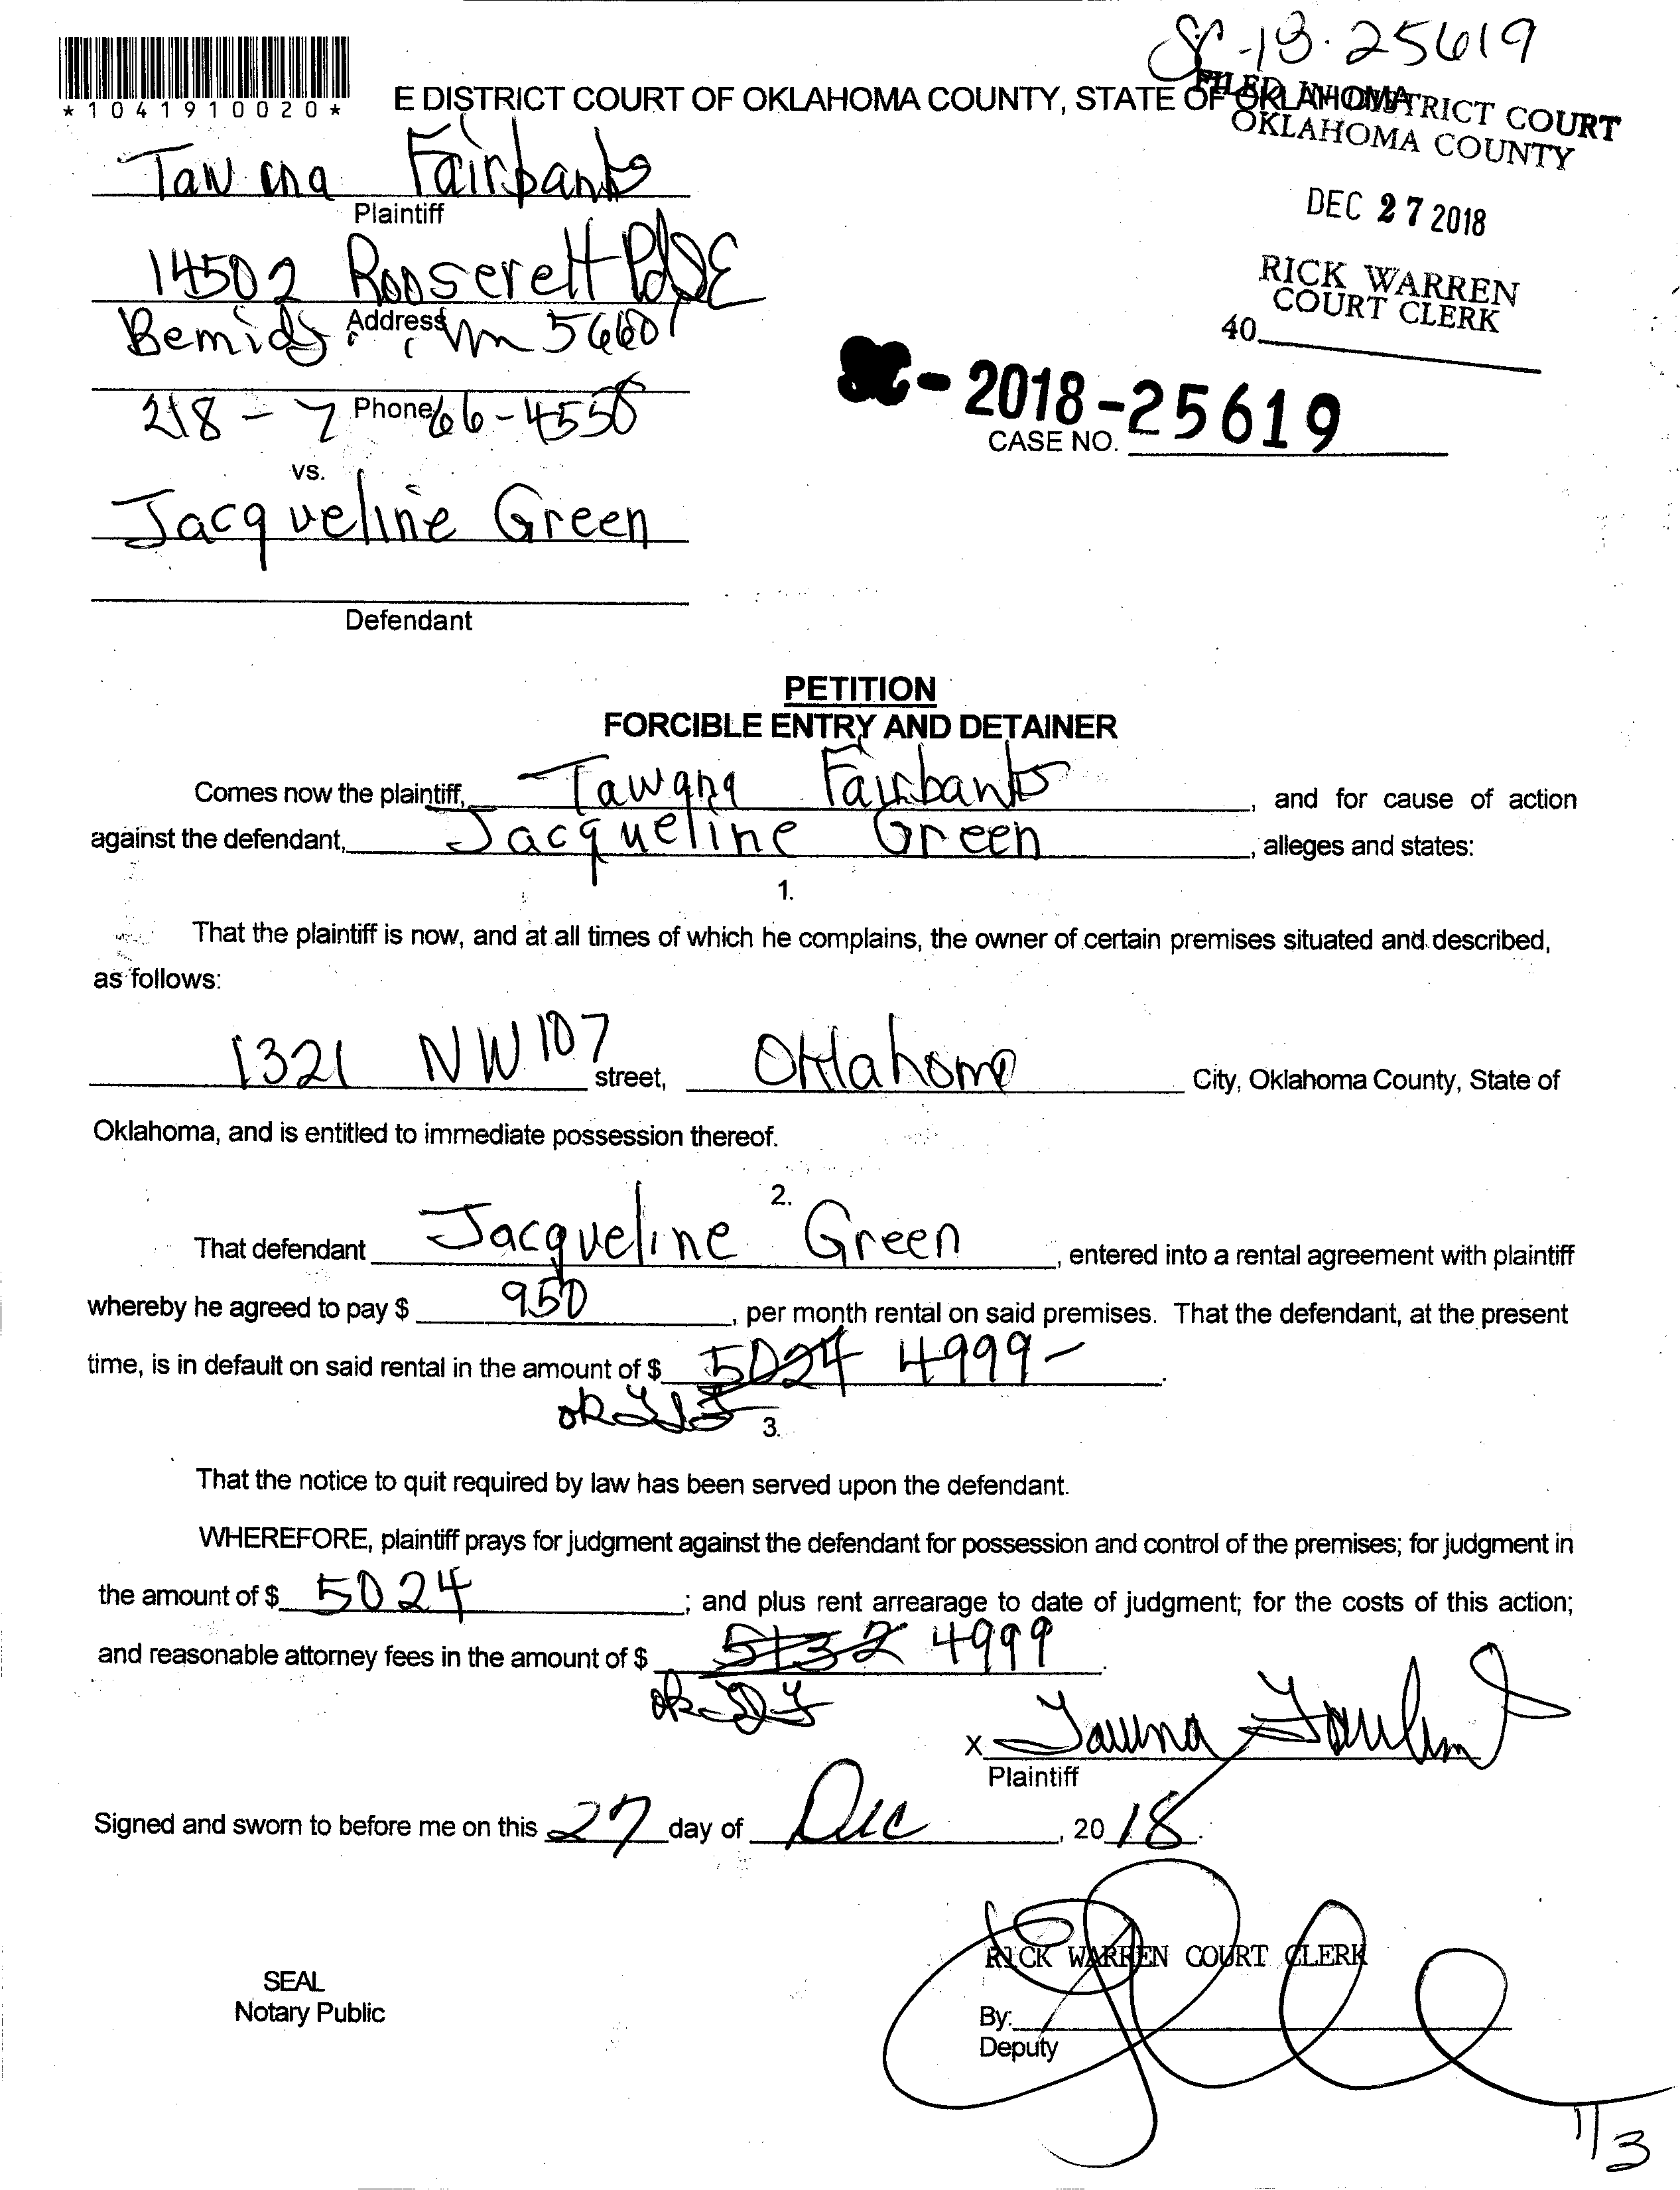 SC-18-25619
*1041910020*
E DISTRICT COURT OF OKLAHOMA COUNTY, STATE OF OKLAHOMA
FILED IN DISTRICT COURT
OKLAHOMA COUNTY
DEC 27 2018
RICK WARREN
COURT CLERK
40
Tawana Fairbanks
Plaintiff
14502 Roosevelt Rd SE
Address
Bemidji, Mn 56601
218-766-4558
Phone
SC-2018-25619
CASE NO.
vs.
Jacqueline Green
Defendant
PETITION
FORCIBLE ENTRY AND DETAINER
Comes now the plaintiff, Tawana Fairbanks, and for cause of action
against the defendant, Jacqueline Green, alleges and states:
1.
That the plaintiff is now, and at all times of which he complains, the owner of certain premises situated and described,
as follows:
1321 NW 107 street, Oklahoma City, Oklahoma County, State of
Oklahoma, and is entitled to immediate possession thereof.
2.
That defendant Jacqueline Green, entered into a rental agreement with plaintiff
whereby he agreed to pay $ 950, per month rental on said premises. That the defendant, at the present
time, is in default on said rental in the amount of $ 5024 4999-.
ok
3.
That the notice to quit required by law has been served upon the defendant.
WHEREFORE, plaintiff prays for judgment against the defendant for possession and control of the premises; for judgment in
the amount of $ 5024; and plus rent arrearage to date of judgment; for the costs of this action;
and reasonable attorney fees in the amount of $ 5132 4999.
ok
X
Plaintiff
Signed and sworn to before me on this 27 day of Dec, 2018.
RICK WARREN COURT CLERK
SEAL
Notary Public
By:
Deputy
1/3